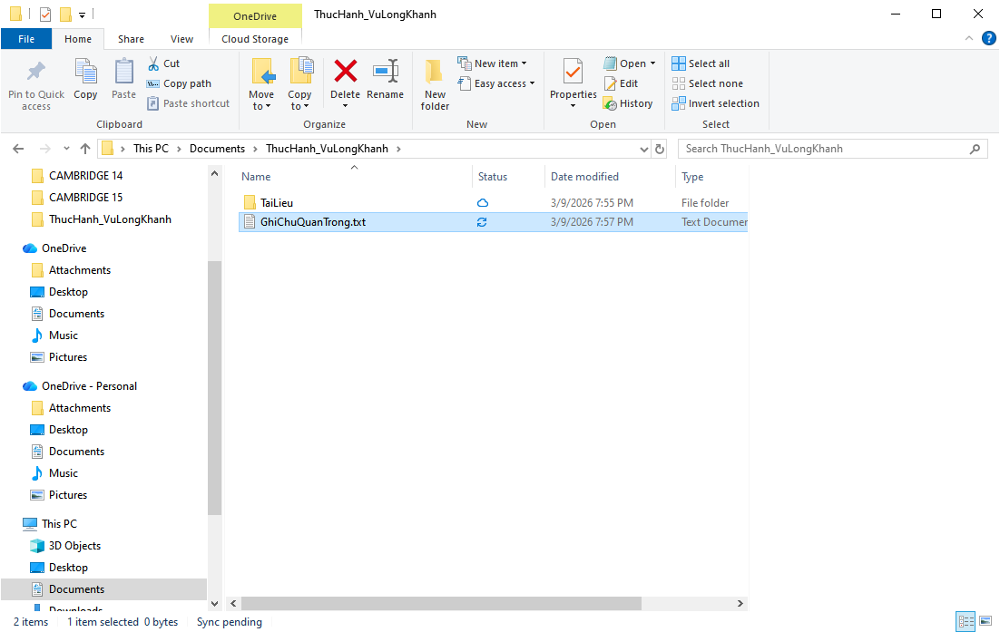 OneDrive
ThucHanh_VuLongKhanh
File
Home
Share
View
Cloud Storage
Pin to Quick access
Copy
Paste
Cut
Copy path
Paste shortcut
Clipboard
Move to
Copy to
Delete
Rename
Organize
New folder
New item
Easy access
New
Properties
Open
Edit
History
Open
Select all
Select none
Invert selection
Select
This PC > Documents > ThucHanh_VuLongKhanh >
Search ThucHanh_VuLongKhanh
CAMBRIDGE 14
CAMBRIDGE 15
ThucHanh_VuLongKhanh
OneDrive
Attachments
Desktop
Documents
Music
Pictures
OneDrive - Personal
Attachments
Desktop
Documents
Music
Pictures
This PC
3D Objects
Desktop
Documents
Downloads
Name Status Date modified Type
TaiLieu 3/9/2026 7:55 PM File folder
GhiChuQuanTrong.txt 3/9/2026 7:57 PM Text Documen
2 items 1 item selected 0 bytes Sync pending